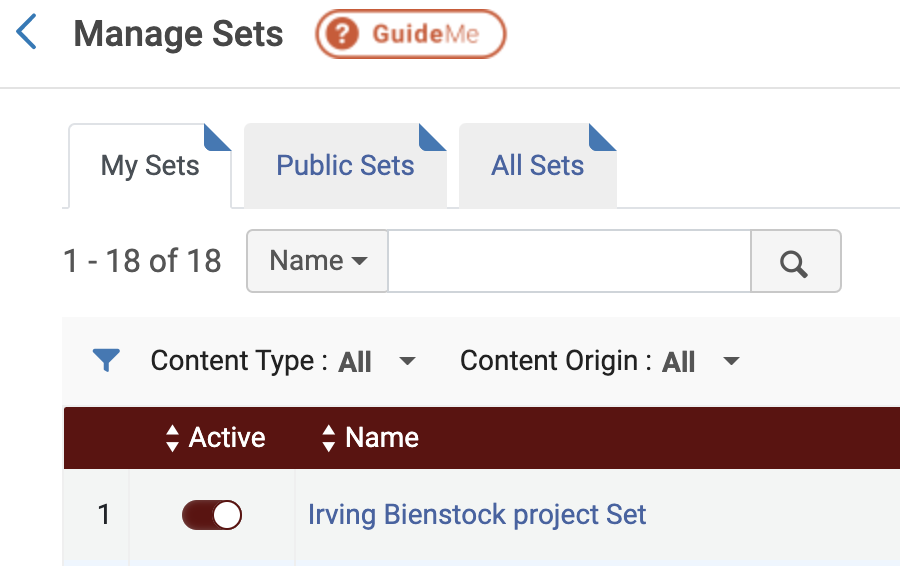 Manage Sets ? GuideMe
My Sets Public Sets All Sets
1 - 18 of 18 Name
Content Type : All Content Origin : All
Active Name
1 Irving Bienstock project Set